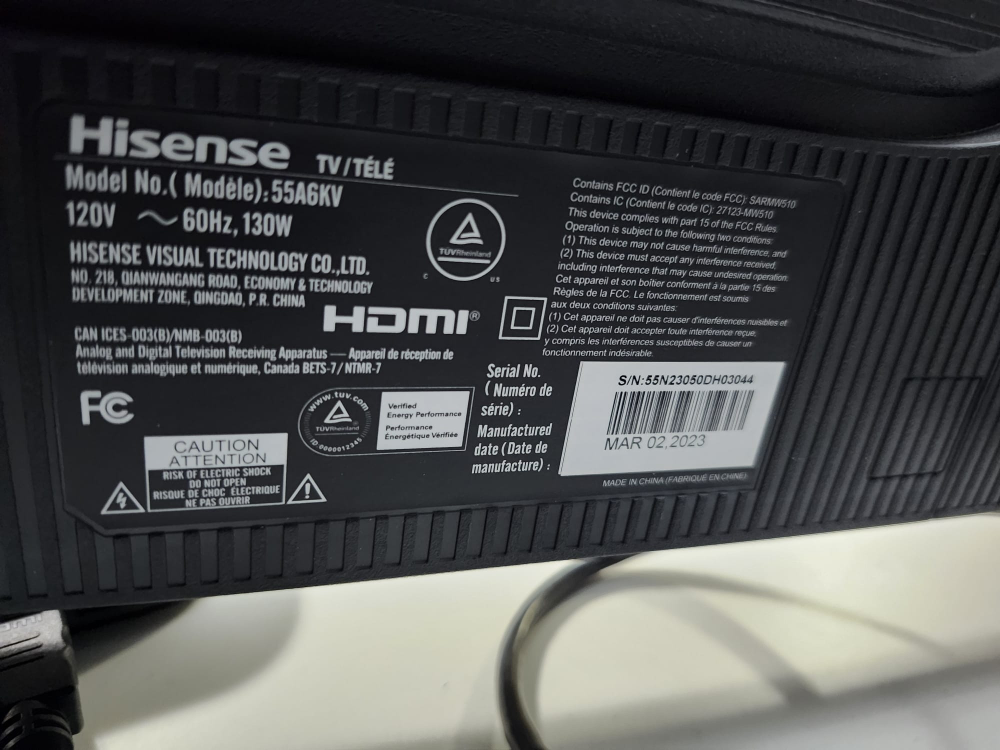 Hisense TV/TÉLÉ
Model No.( Modèle): 55A6KV
120V ～ 60Hz, 130W
HISENSE VISUAL TECHNOLOGY CO.,LTD.
NO. 218, QIANWANGANG ROAD, ECONOMY & TECHNOLOGY
DEVELOPMENT ZONE, QINGDAO, P.R. CHINA
HDMI®
CAN ICES-003(B)/NMB-003(B)
Analog and Digital Television Receiving Apparatus — Appareil de réception de
télévision analogique et numérique, Canada BETS-7/NTMR-7
FC
CAUTION
ATTENTION
RISK OF ELECTRIC SHOCK
DO NOT OPEN
RISQUE DE CHOC ÉLECTRIQUE
NE PAS OUVRIR
www.tuv.com
TÜVRheinland
ID 0000012345
Verified
Energy Performance
Performance
Énergétique Vérifiée
TÜVRheinland
C US
Contains FCC ID (Contient le code FCC): SARMW510
Contains IC (Contient le code IC): 27123-MW510
This device complies with part 15 of the FCC Rules.
Operation is subject to the following two conditions:
(1) This device may not cause harmful interference, and
(2) This device must accept any interference received,
including interference that may cause undesired operation.
Cet appareil et son boîtier conforment à la partie 15 des
Règles de la FCC. Le fonctionnement est soumis
aux deux conditions suivantes:
(1) Cet appareil ne doit pas causer d'interférences nuisibles et
(2) Cet appareil doit accepter toute interférence reçue,
y compris les interférences susceptibles de causer un
fonctionnement indésirable.
Serial No.
( Numéro de
série) :
S/N:55N23050DH03044
Manufactured
date (Date de
manufacture) :
MAR 02,2023
MADE IN CHINA (FABRIQUÉ EN CHINE)